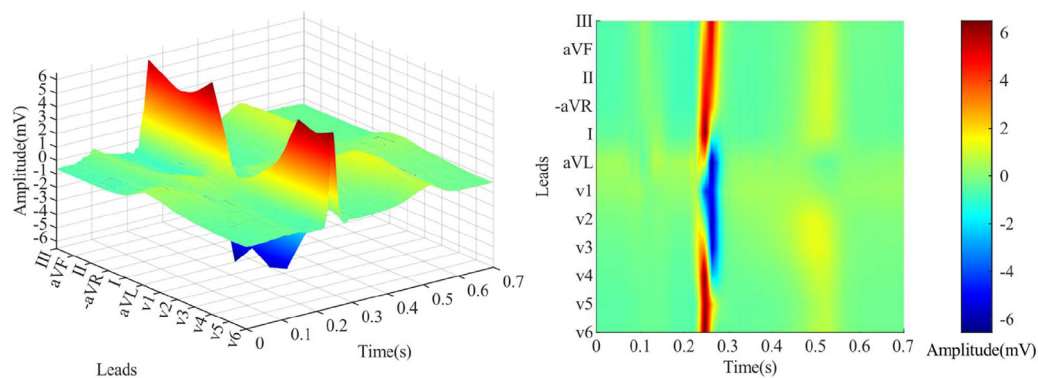 6
5
4
3
2
1
0
-1
-2
-3
-4
-5
-6
Amplitude(mV)
III
aVF
II
-aVR
I
aVL
v1
v2
v3
v4
v5
v6
Leads
0
0.1
0.2
0.3
0.4
0.5
0.6
0.7
Time(s)
III
aVF
II
-aVR
I
aVL
v1
v2
v3
v4
v5
v6
Leads
0 0.1 0.2 0.3 0.4 0.5 0.6 0.7
Time(s)
6
4
2
0
-2
-4
-6
Amplitude(mV)